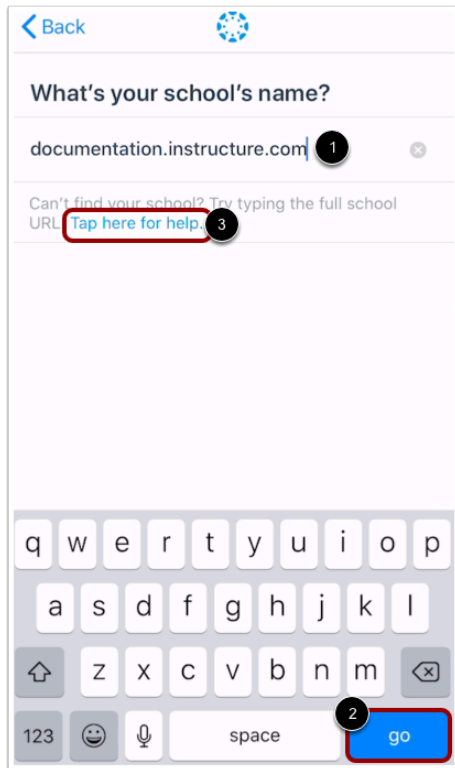 Back
What's your school's name?
documentation.instructure.com 1
Can't find your school? Try typing the full school
URL. Tap here for help. 3
q w e r t y u i o p
a s d f g h j k l
z x c v b n m
2
123 space go